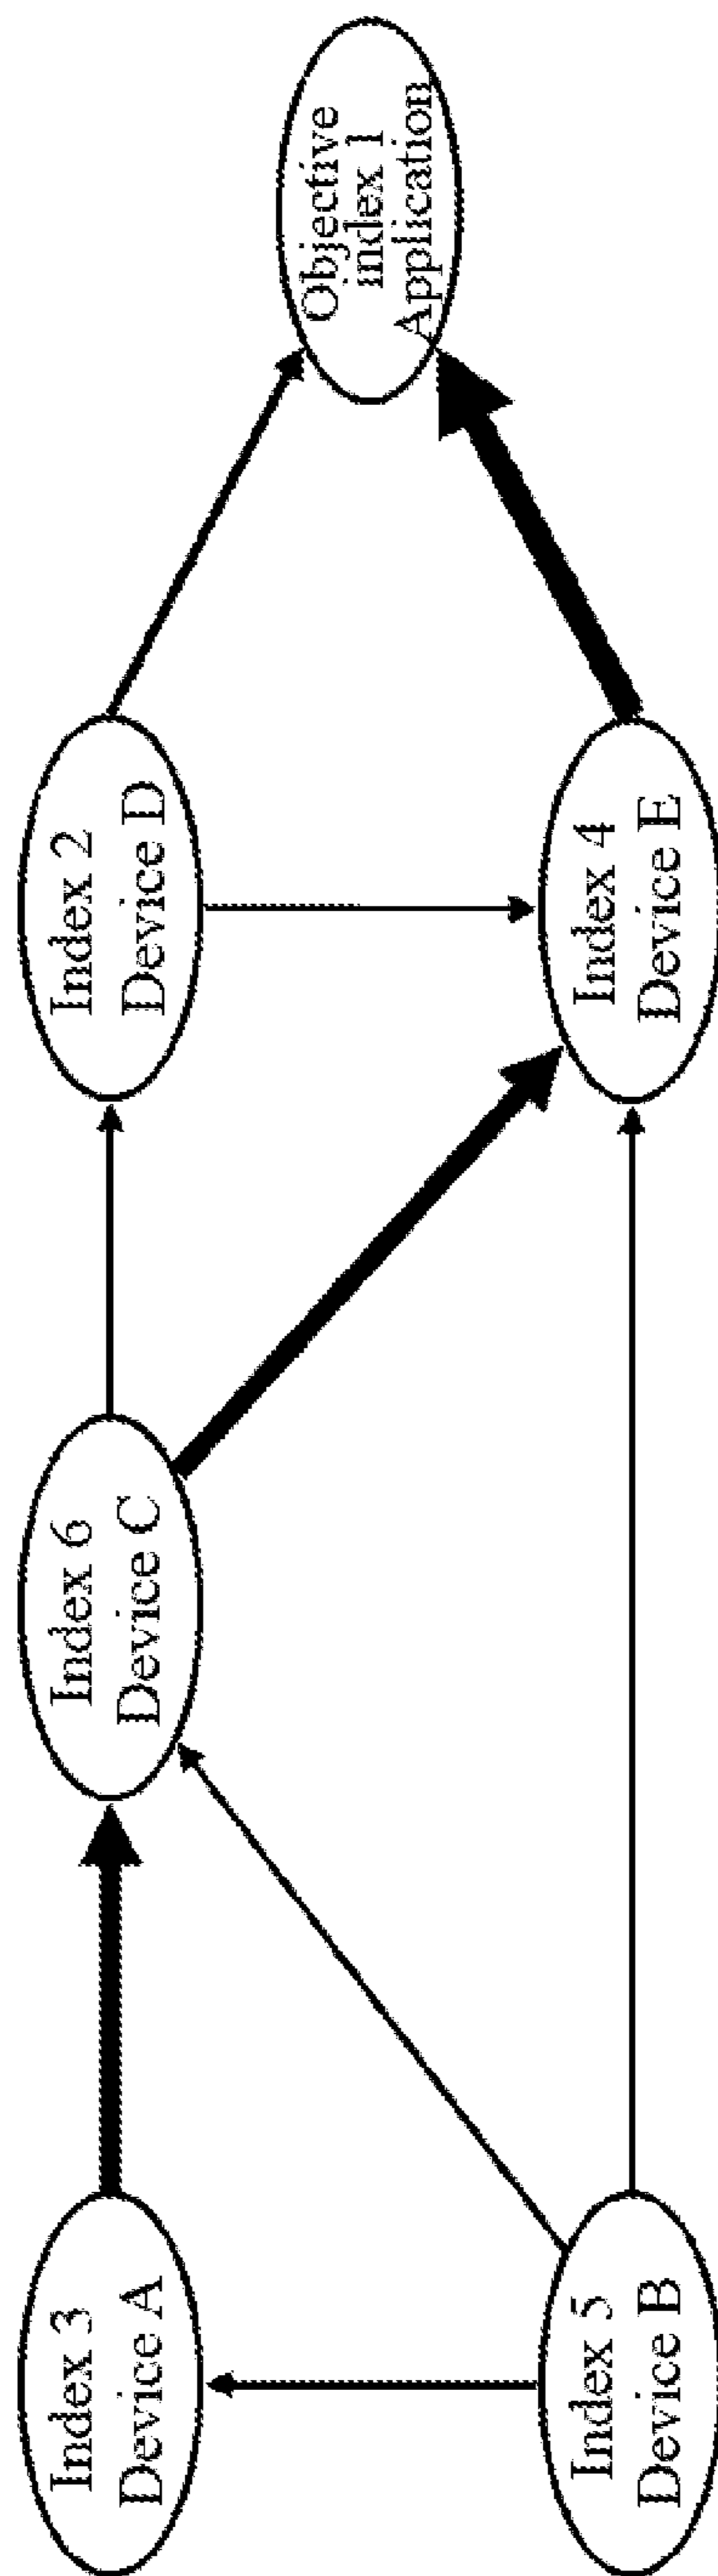 Index 3
Device A
Index 6
Device C
Index 2
Device D
Objective
index 1
Application
Index 5
Device B
Index 4
Device E